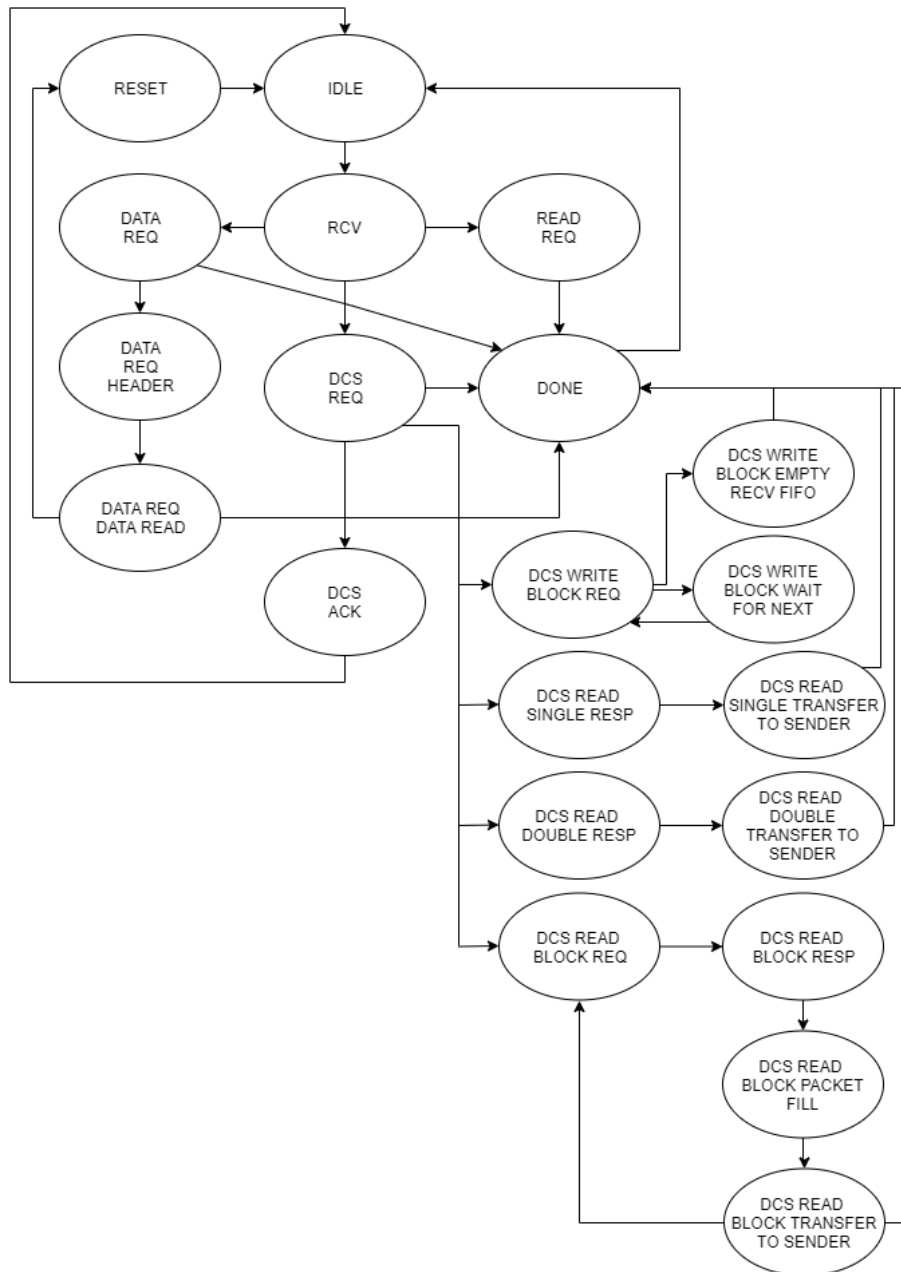 RESET
IDLE
DATA
REQ
RCV
READ
REQ
DATA
REQ
HEADER
DCS
REQ
DONE
DCS WRITE
BLOCK EMPTY
RECV FIFO
DATA REQ
DATA READ
DCS WRITE
BLOCK REQ
DCS WRITE
BLOCK WAIT
FOR NEXT
DCS
ACK
DCS READ
SINGLE RESP
DCS READ
SINGLE TRANSFER
TO SENDER
DCS READ
DOUBLE RESP
DCS READ
DOUBLE
TRANSFER TO
SENDER
DCS READ
BLOCK REQ
DCS READ
BLOCK RESP
DCS READ
BLOCK PACKET
FILL
DCS READ
BLOCK TRANSFER
TO SENDER